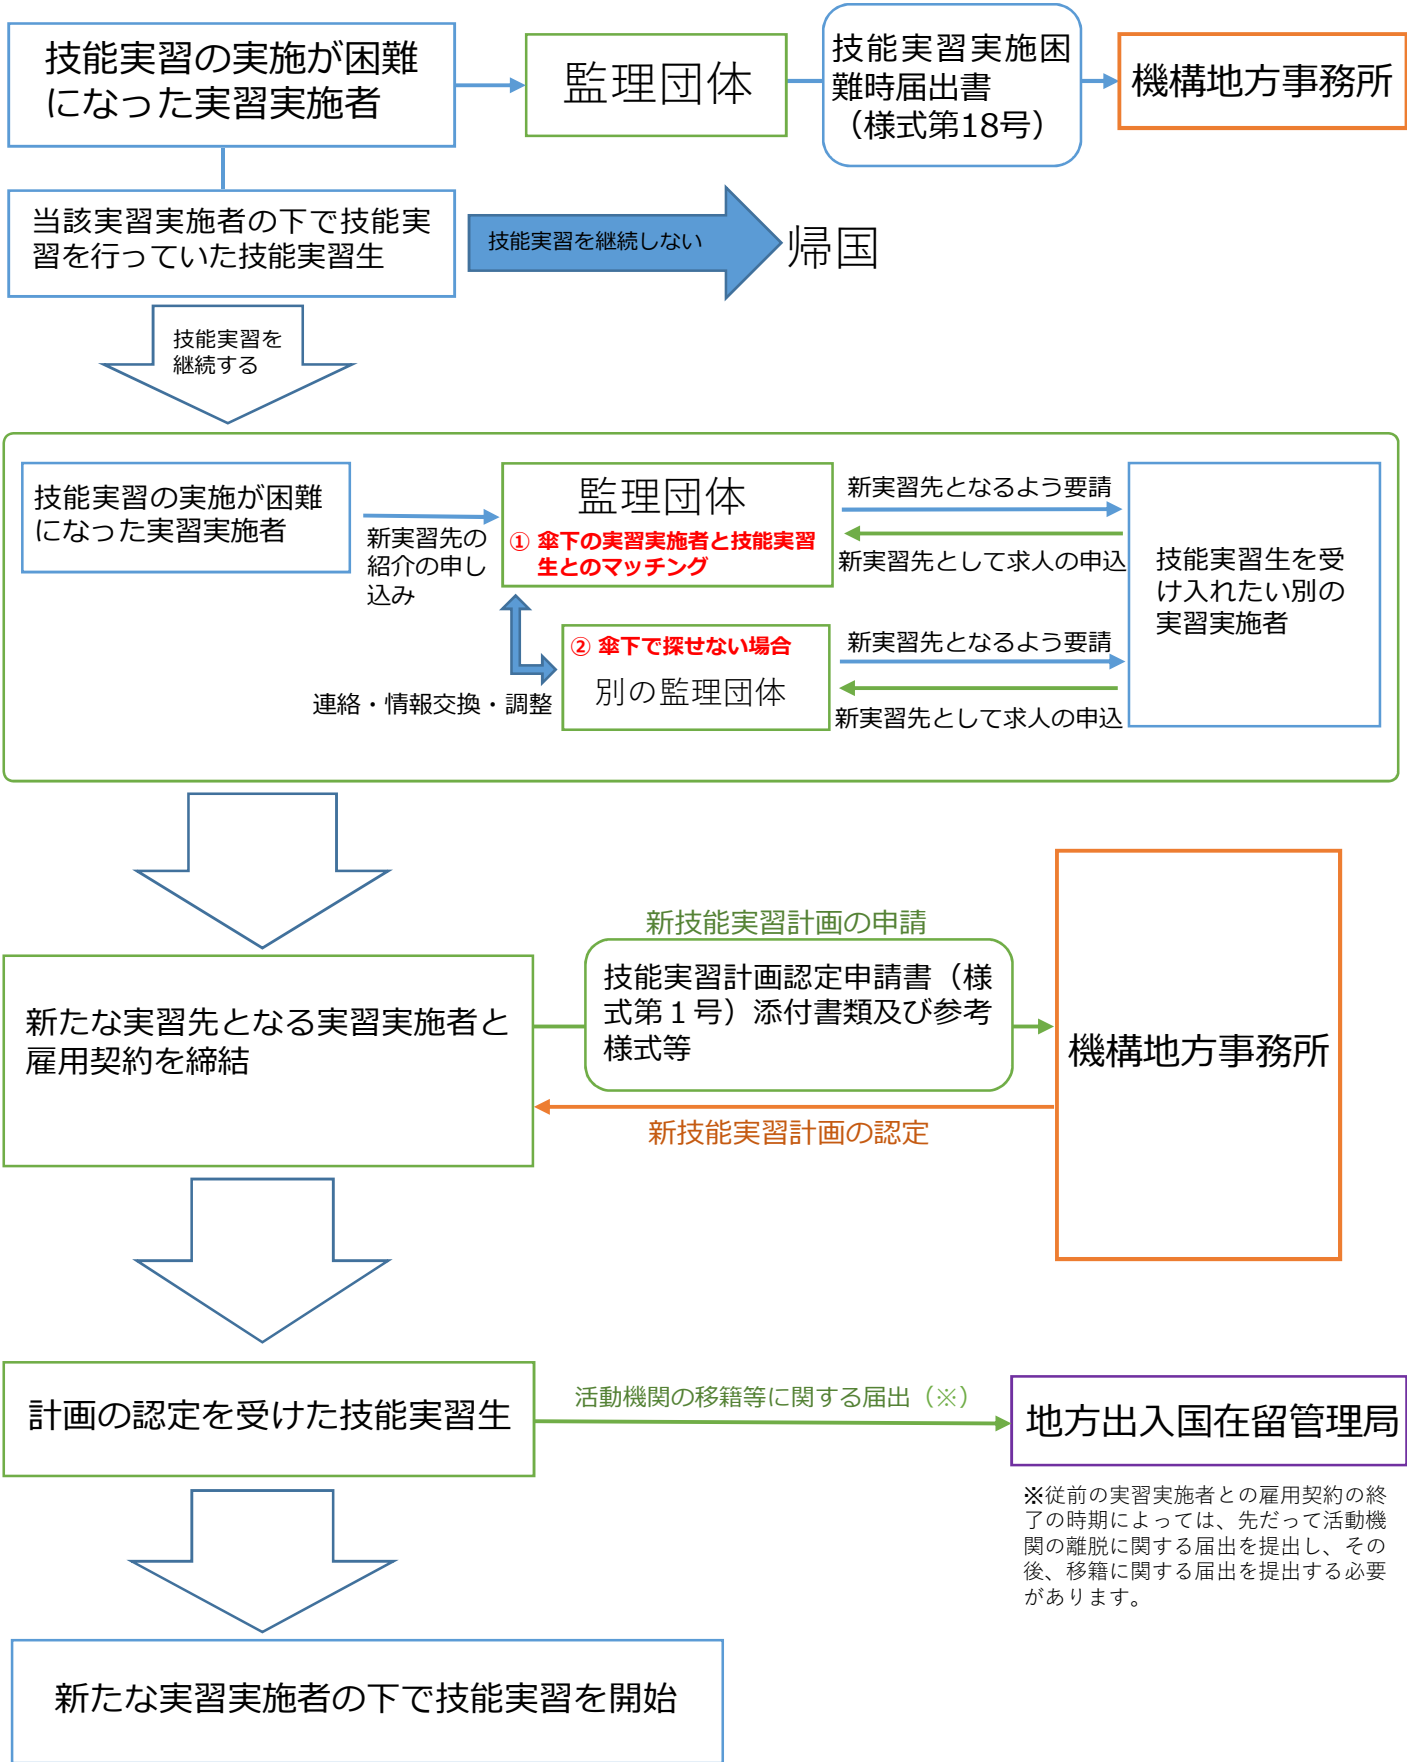 技能実習の実施が困難
になった実習実施者
監理団体
技能実習実施困
難時届出書
（様式第18号）
機構地方事務所
当該実習実施者の下で技能実
習を行っていた技能実習生
技能実習を継続しない
帰国
技能実習を
継続する
技能実習の実施が困難
になった実習実施者
新実習先の
紹介の申し
込み
監理団体
① 傘下の実習実施者と技能実習
生とのマッチング
新実習先となるよう要請
新実習先として求人の申込
技能実習生を受
け入れたい別の
実習実施者
連絡・情報交換・調整
② 傘下で探せない場合
別の監理団体
新実習先となるよう要請
新実習先として求人の申込
新たな実習先となる実習実施者と
雇用契約を締結
新技能実習計画の申請
技能実習計画認定申請書（様
式第１号）添付書類及び参考
様式等
新技能実習計画の認定
機構地方事務所
計画の認定を受けた技能実習生
活動機関の移籍等に関する届出（※）
地方出入国在留管理局
※従前の実習実施者との雇用契約の終
了の時期によっては、先だって活動機
関の離脱に関する届出を提出し、その
後、移籍に関する届出を提出する必要
があります。
新たな実習実施者の下で技能実習を開始